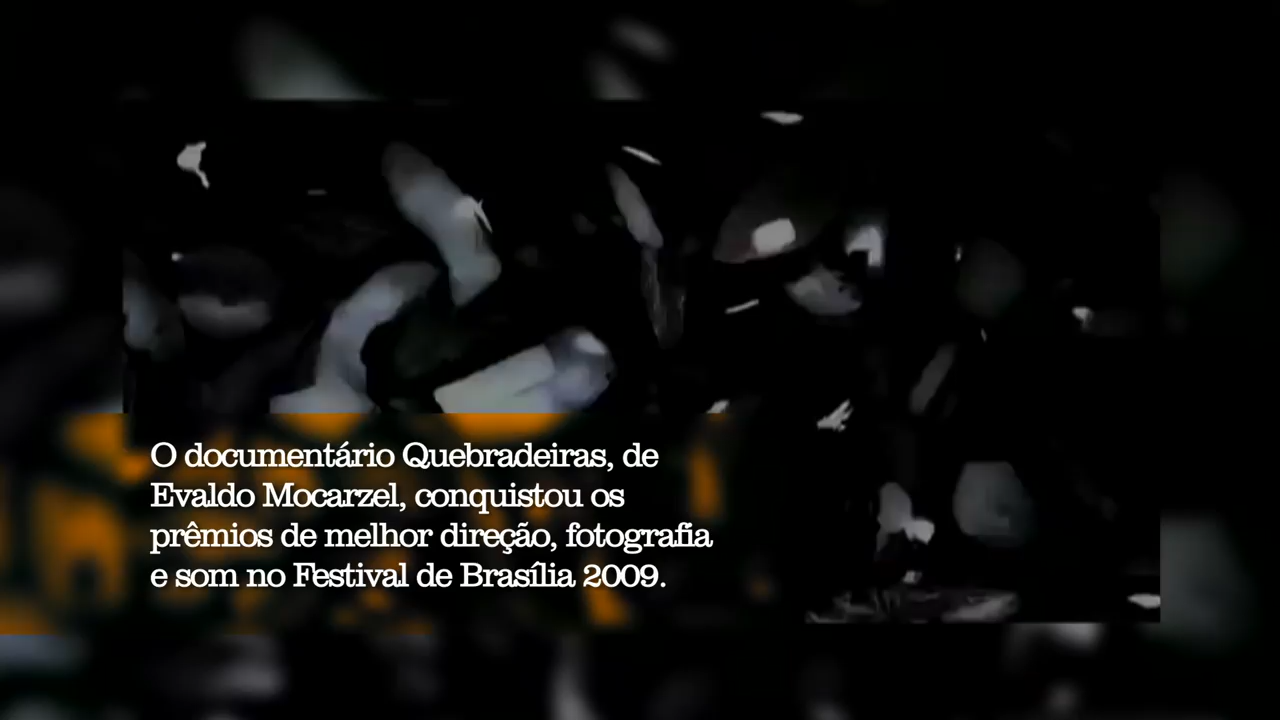 O documentário Quebradeiras, de
Evaldo Mocarzel, conquistou os
prêmios de melhor direção, fotografia
e som no Festival de Brasília 2009.